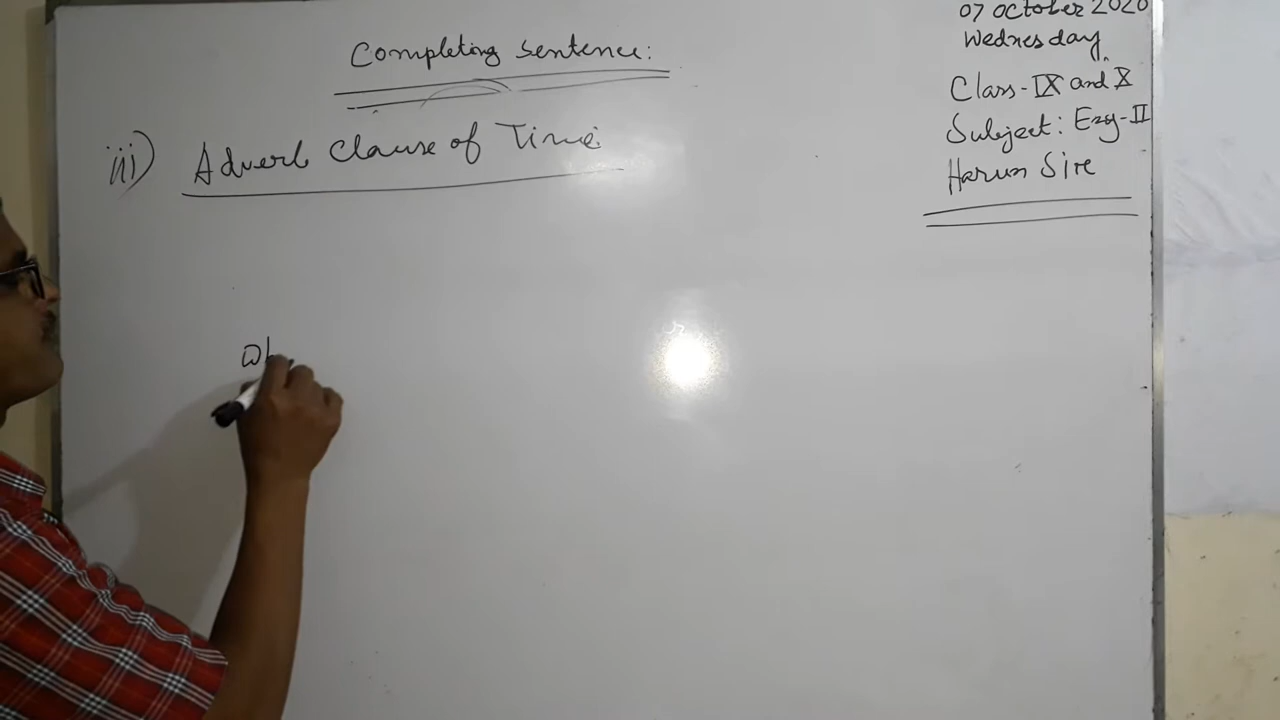 Completing Sentence:
iii) Adverb Clause of Time
Wh
07 October 2020
Wednesday
Class-IX and X
Subject: Eng-II
Harun Sir